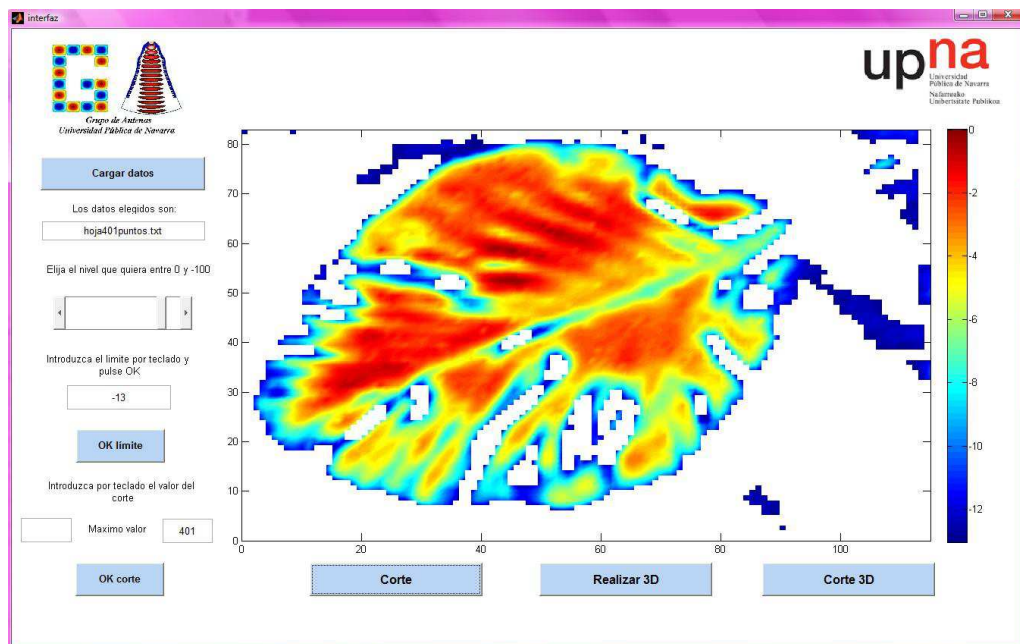 interfaz
Grupo de Antenas
Universidad Pública de Navarra
upna
Universidad
Pública de Navarra
Nafarroako
Unibertsitate Publikoa
Cargar datos
Los datos elegidos son:
hoja401puntos.txt
Elija el nivel que quiera entre 0 y -100
Introduzca el limite por teclado y
pulse OK
-13
OK límite
Introduzca por teclado el valor del
corte
Maximo valor
401
OK corte
80
70
60
50
40
30
20
10
0
0
20
40
60
80
100
0
-2
-4
-6
-8
-10
-12
Corte
Realizar 3D
Corte 3D